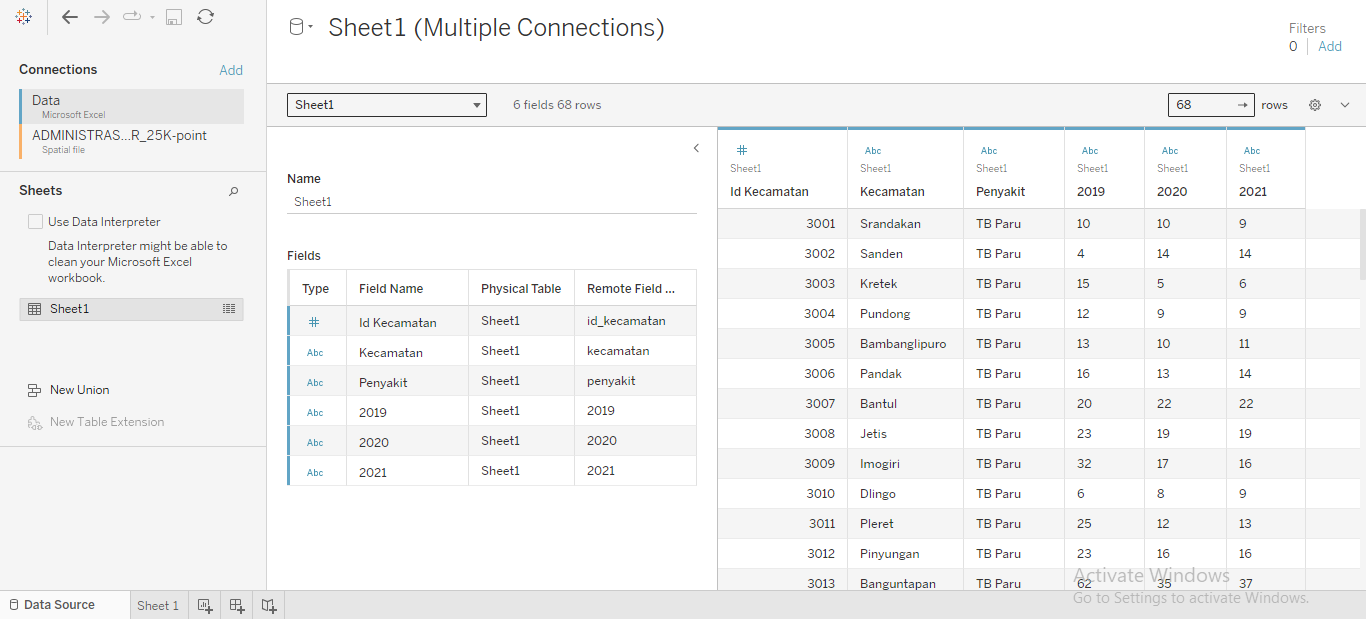 Sheet1 (Multiple Connections)
Filters
0 Add
Connections Add
Data
Microsoft Excel
ADMINISTRAS...R_25K-point
Spatial file
Sheets
Use Data Interpreter
Data Interpreter might be able to
clean your Microsoft Excel
workbook.
Sheet1
New Union
New Table Extension
Sheet1 6 fields 68 rows 68 → rows
Name
Sheet1
Fields
Type Field Name Physical Table Remote Field ...
# Id Kecamatan Sheet1 id_kecamatan
Abc Kecamatan Sheet1 kecamatan
Abc Penyakit Sheet1 penyakit
Abc 2019 Sheet1 2019
Abc 2020 Sheet1 2020
Abc 2021 Sheet1 2021
# Abc Abc Abc Abc Abc
Sheet1 Sheet1 Sheet1 Sheet1 Sheet1 Sheet1
Id Kecamatan Kecamatan Penyakit 2019 2020 2021
3001 Srandakan TB Paru 10 10 9
3002 Sanden TB Paru 4 14 14
3003 Kretek TB Paru 15 5 6
3004 Pundong TB Paru 12 9 9
3005 Bambanglipuro TB Paru 13 10 11
3006 Pandak TB Paru 16 13 14
3007 Bantul TB Paru 20 22 22
3008 Jetis TB Paru 23 19 19
3009 Imogiri TB Paru 32 17 16
3010 Dlingo TB Paru 6 8 9
3011 Pleret TB Paru 25 12 13
3012 Pinyungan TB Paru 23 16 16
3013 Banguntapan TB Paru 62 35 37
Activate Windows
Go to Settings to activate Windows.
Data Source Sheet 1